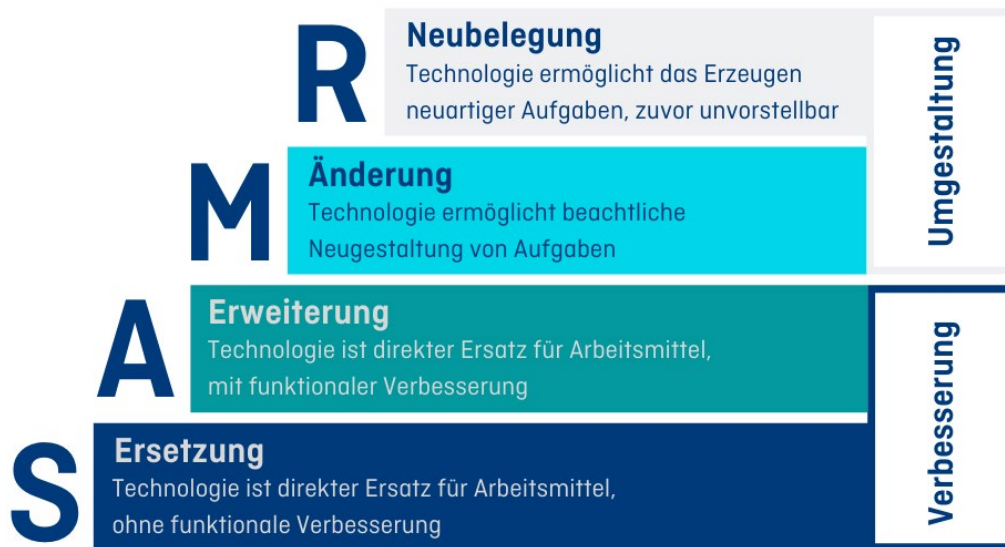 R
Neubelegung
Technologie ermöglicht das Erzeugen
neuartiger Aufgaben, zuvor unvorstellbar
M
Änderung
Technologie ermöglicht beachtliche
Neugestaltung von Aufgaben
Umgestaltung
A
Erweiterung
Technologie ist direkter Ersatz für Arbeitsmittel,
mit funktionaler Verbesserung
S
Ersetzung
Technologie ist direkter Ersatz für Arbeitsmittel,
ohne funktionale Verbesserung
Verbesserung